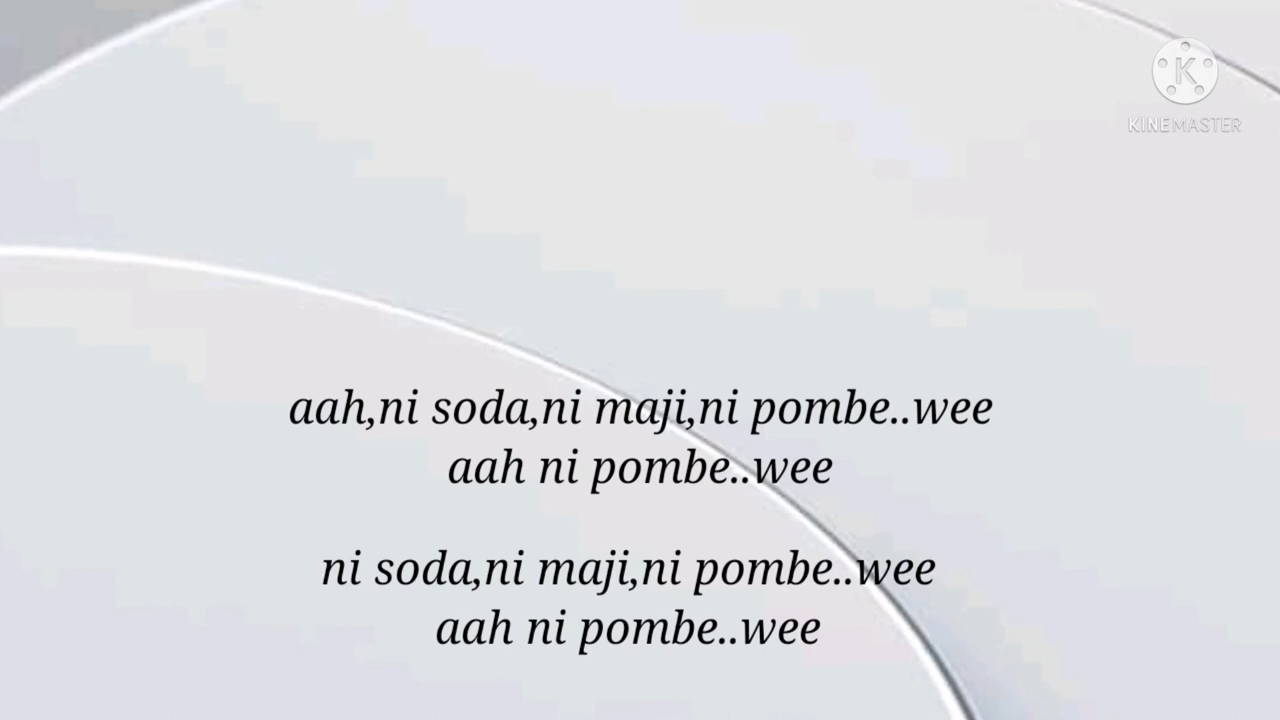 KINEMASTER
aah,ni soda,ni maji,ni pombe..wee
aah ni pombe..wee
ni soda,ni maji,ni pombe..wee
aah ni pombe..wee